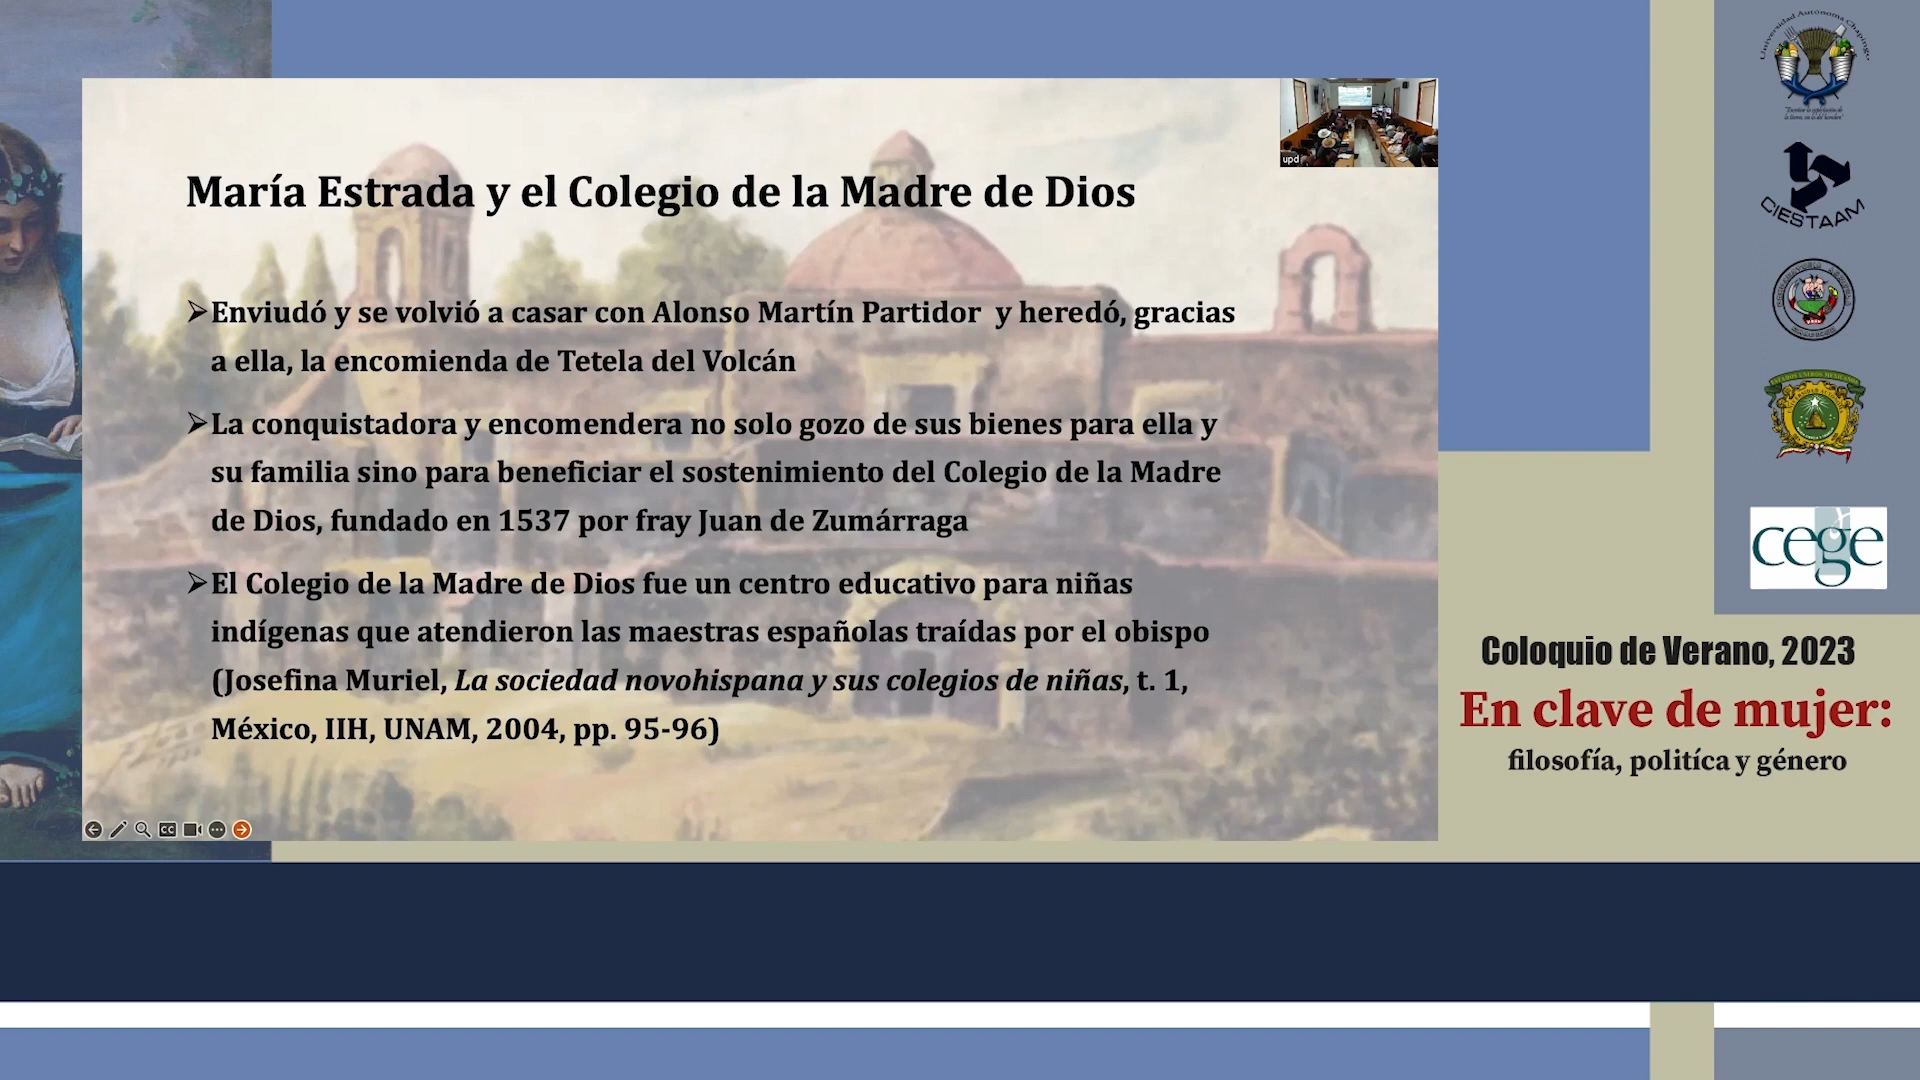 María Estrada y el Colegio de la Madre de Dios
Enviudó y se volvió a casar con Alonso Martín Partidor y heredó, gracias
a ella, la encomienda de Tetela del Volcán
La conquistadora y encomendera no solo gozo de sus bienes para ella y
su familia sino para beneficiar el sostenimiento del Colegio de la Madre
de Dios, fundado en 1537 por fray Juan de Zumárraga
El Colegio de la Madre de Dios fue un centro educativo para niñas
indígenas que atendieron las maestras españolas traídas por el obispo
(Josefina Muriel, La sociedad novohispana y sus colegios de niñas, t. 1,
México, IIH, UNAM, 2004, pp. 95-96)
upd
CC
Universidad Autónoma Chapingo
CIESTAAM
cege
Coloquio de Verano, 2023
En clave de mujer:
filosofía, politíca y género